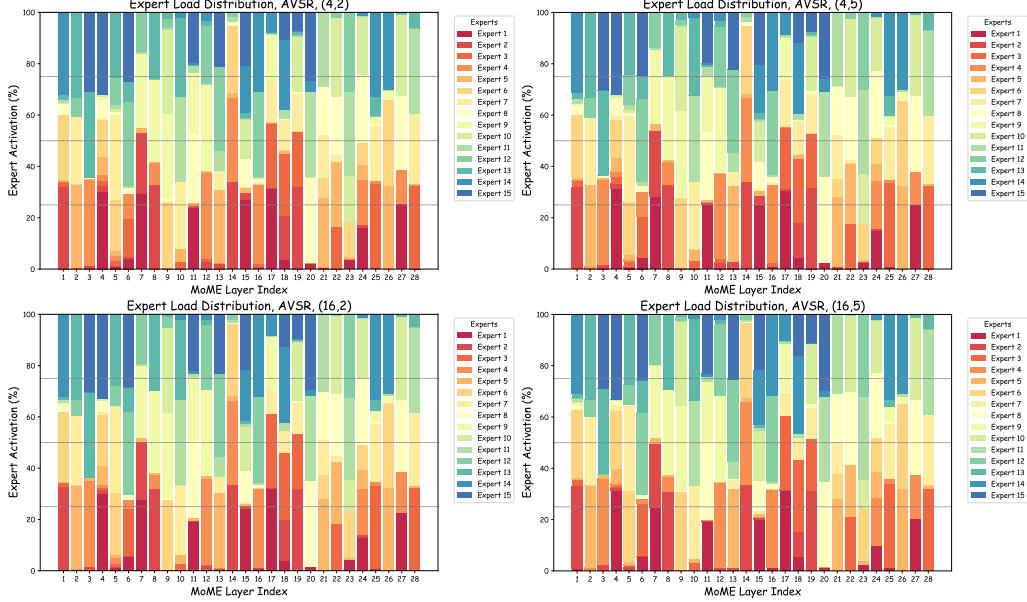 Expert Load Distribution, AVSR, (4,2)
Expert Activation (%)
100
80
60
40
20
0
1 2 3 4 5 6 7 8 9 10 11 12 13 14 15 16 17 18 19 20 21 22 23 24 25 26 27 28
MoME Layer Index
Experts
Expert 1
Expert 2
Expert 3
Expert 4
Expert 5
Expert 6
Expert 7
Expert 8
Expert 9
Expert 10
Expert 11
Expert 12
Expert 13
Expert 14
Expert 15
Expert Load Distribution, AVSR, (4,5)
Expert Activation (%)
100
80
60
40
20
0
1 2 3 4 5 6 7 8 9 10 11 12 13 14 15 16 17 18 19 20 21 22 23 24 25 26 27 28
MoME Layer Index
Experts
Expert 1
Expert 2
Expert 3
Expert 4
Expert 5
Expert 6
Expert 7
Expert 8
Expert 9
Expert 10
Expert 11
Expert 12
Expert 13
Expert 14
Expert 15
Expert Load Distribution, AVSR, (16,2)
Expert Activation (%)
100
80
60
40
20
0
1 2 3 4 5 6 7 8 9 10 11 12 13 14 15 16 17 18 19 20 21 22 23 24 25 26 27 28
MoME Layer Index
Experts
Expert 1
Expert 2
Expert 3
Expert 4
Expert 5
Expert 6
Expert 7
Expert 8
Expert 9
Expert 10
Expert 11
Expert 12
Expert 13
Expert 14
Expert 15
Expert Load Distribution, AVSR, (16,5)
Expert Activation (%)
100
80
60
40
20
0
1 2 3 4 5 6 7 8 9 10 11 12 13 14 15 16 17 18 19 20 21 22 23 24 25 26 27 28
MoME Layer Index
Experts
Expert 1
Expert 2
Expert 3
Expert 4
Expert 5
Expert 6
Expert 7
Expert 8
Expert 9
Expert 10
Expert 11
Expert 12
Expert 13
Expert 14
Expert 15